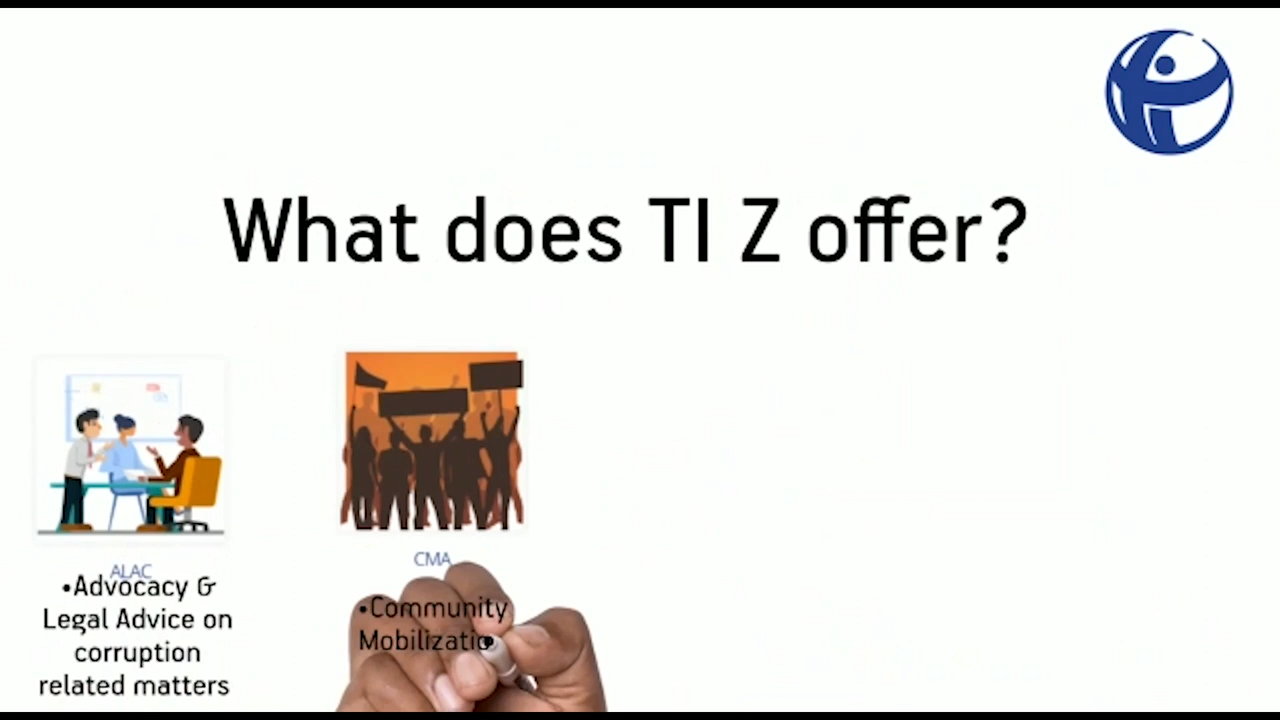 What does TI Z offer?
ALAC
•Advocacy &
Legal Advice on
corruption
related matters
CMA
•Community
Mobilizatio